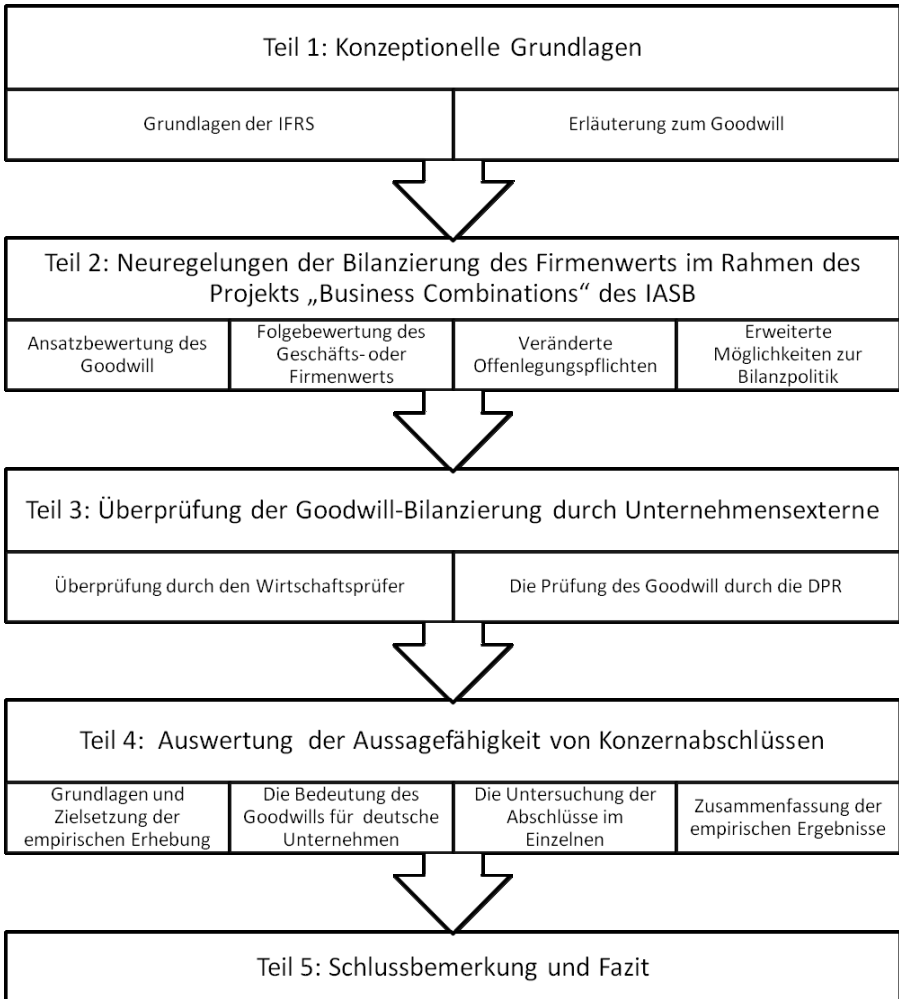 Teil 1: Konzeptionelle Grundlagen
Grundlagen der IFRS
Erläuterung zum Goodwill
Teil 2: Neuregelungen der Bilanzierung des Firmenwerts im Rahmen des
Projekts „Business Combinations“ des IASB
Ansatzbewertung des
Goodwill
Folgebewertung des
Geschäfts- oder
Firmenwerts
Veränderte
Offenlegungspflichten
Erweiterte
Möglichkeiten zur
Bilanzpolitik
Teil 3: Überprüfung der Goodwill-Bilanzierung durch Unternehmensexterne
Überprüfung durch den Wirtschaftsprüfer
Die Prüfung des Goodwill durch die DPR
Teil 4: Auswertung der Aussagefähigkeit von Konzernabschlüssen
Grundlagen und
Zielsetzung der
empirischen Erhebung
Die Bedeutung des
Goodwills für deutsche
Unternehmen
Die Untersuchung der
Abschlüsse im
Einzelnen
Zusammenfassung der
empirischen Ergebnisse
Teil 5: Schlussbemerkung und Fazit